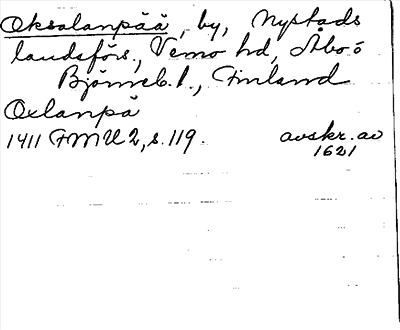 Oksalanpää, by, Nystads
landsförs., Vemo hd, Åbo o
Björneb. l., Finland
Oxlanpä
1411 FMU 2, s. 119. avskr. av
1621